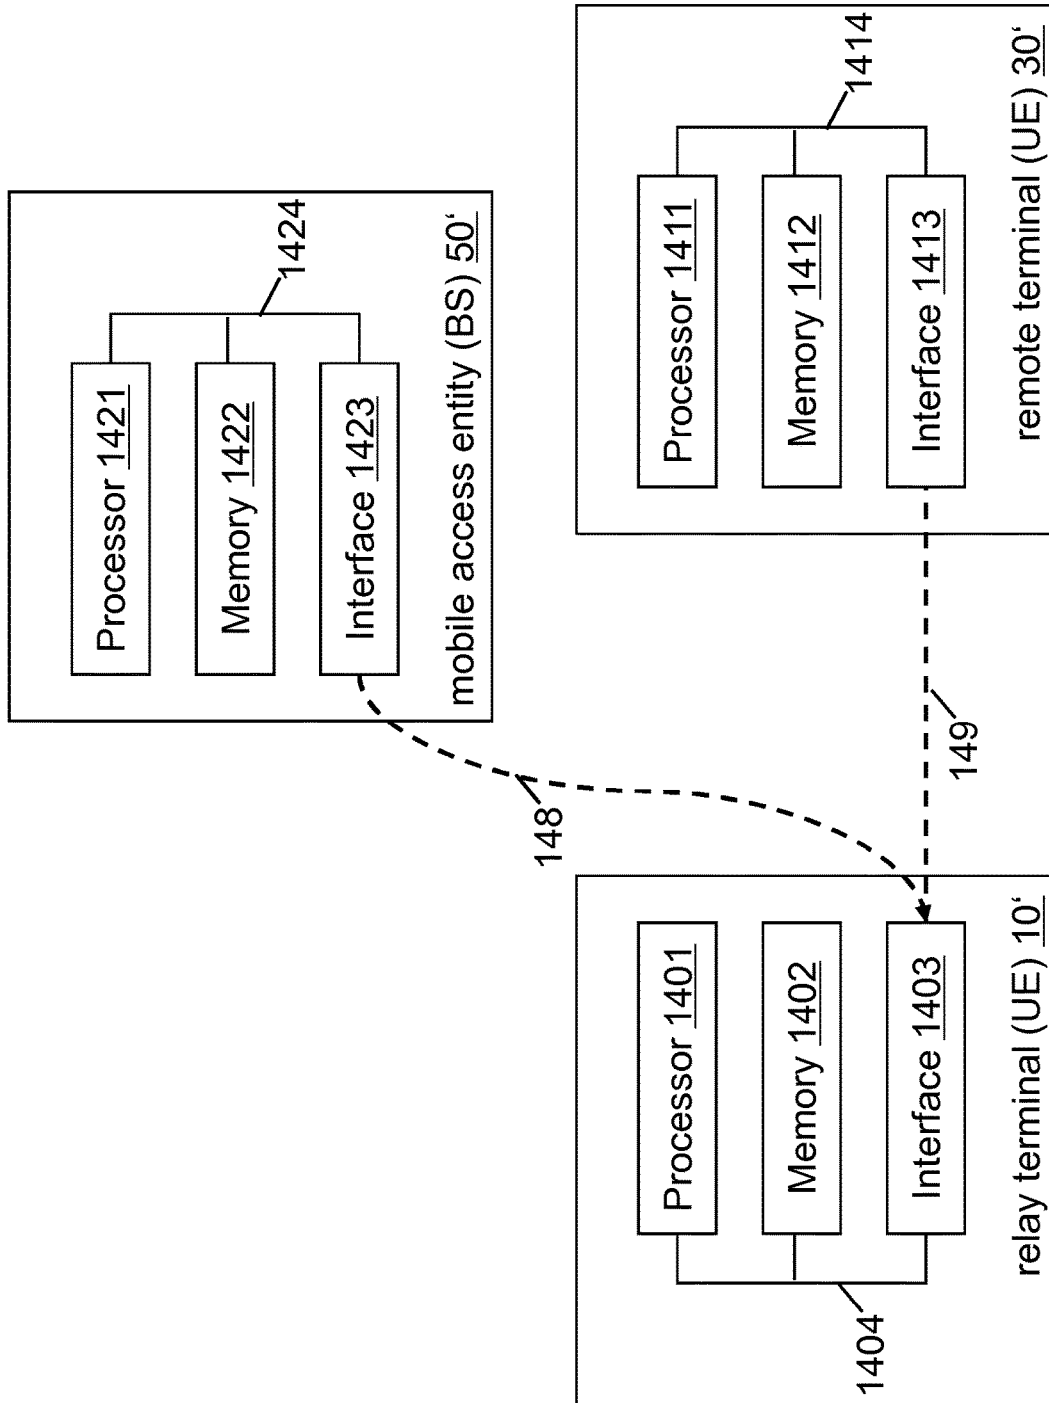 Processor 1421
Memory 1422
Interface 1423
1424
mobile access entity (BS) 50‘
148
Processor 1401
Memory 1402
Interface 1403
1404
relay terminal (UE) 10‘
149
Processor 1411
Memory 1412
Interface 1413
1414
remote terminal (UE) 30‘